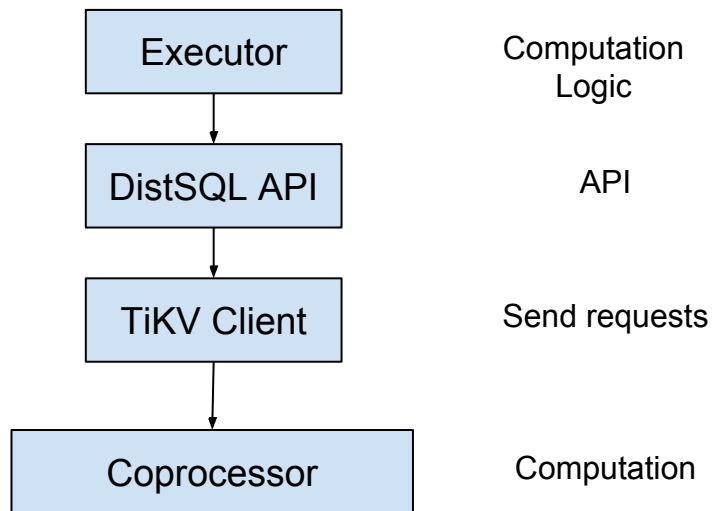 Executor
Computation
Logic
DistSQL API
API
TiKV Client
Send requests
Coprocessor
Computation